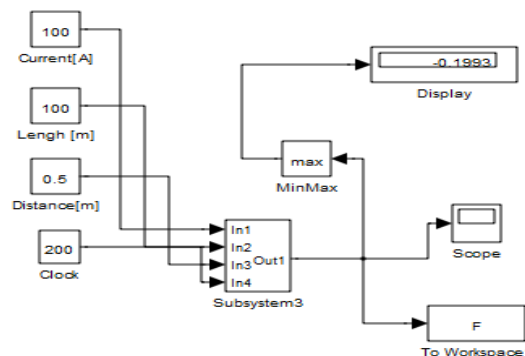 100
Current[A]
100
Lengh [m]
0.5
Distance[m]
200
Clock
In1
In2
In3
In4
Out1
Subsystem3
max
MinMax
-0.1993
Display
Scope
F
To Workspace